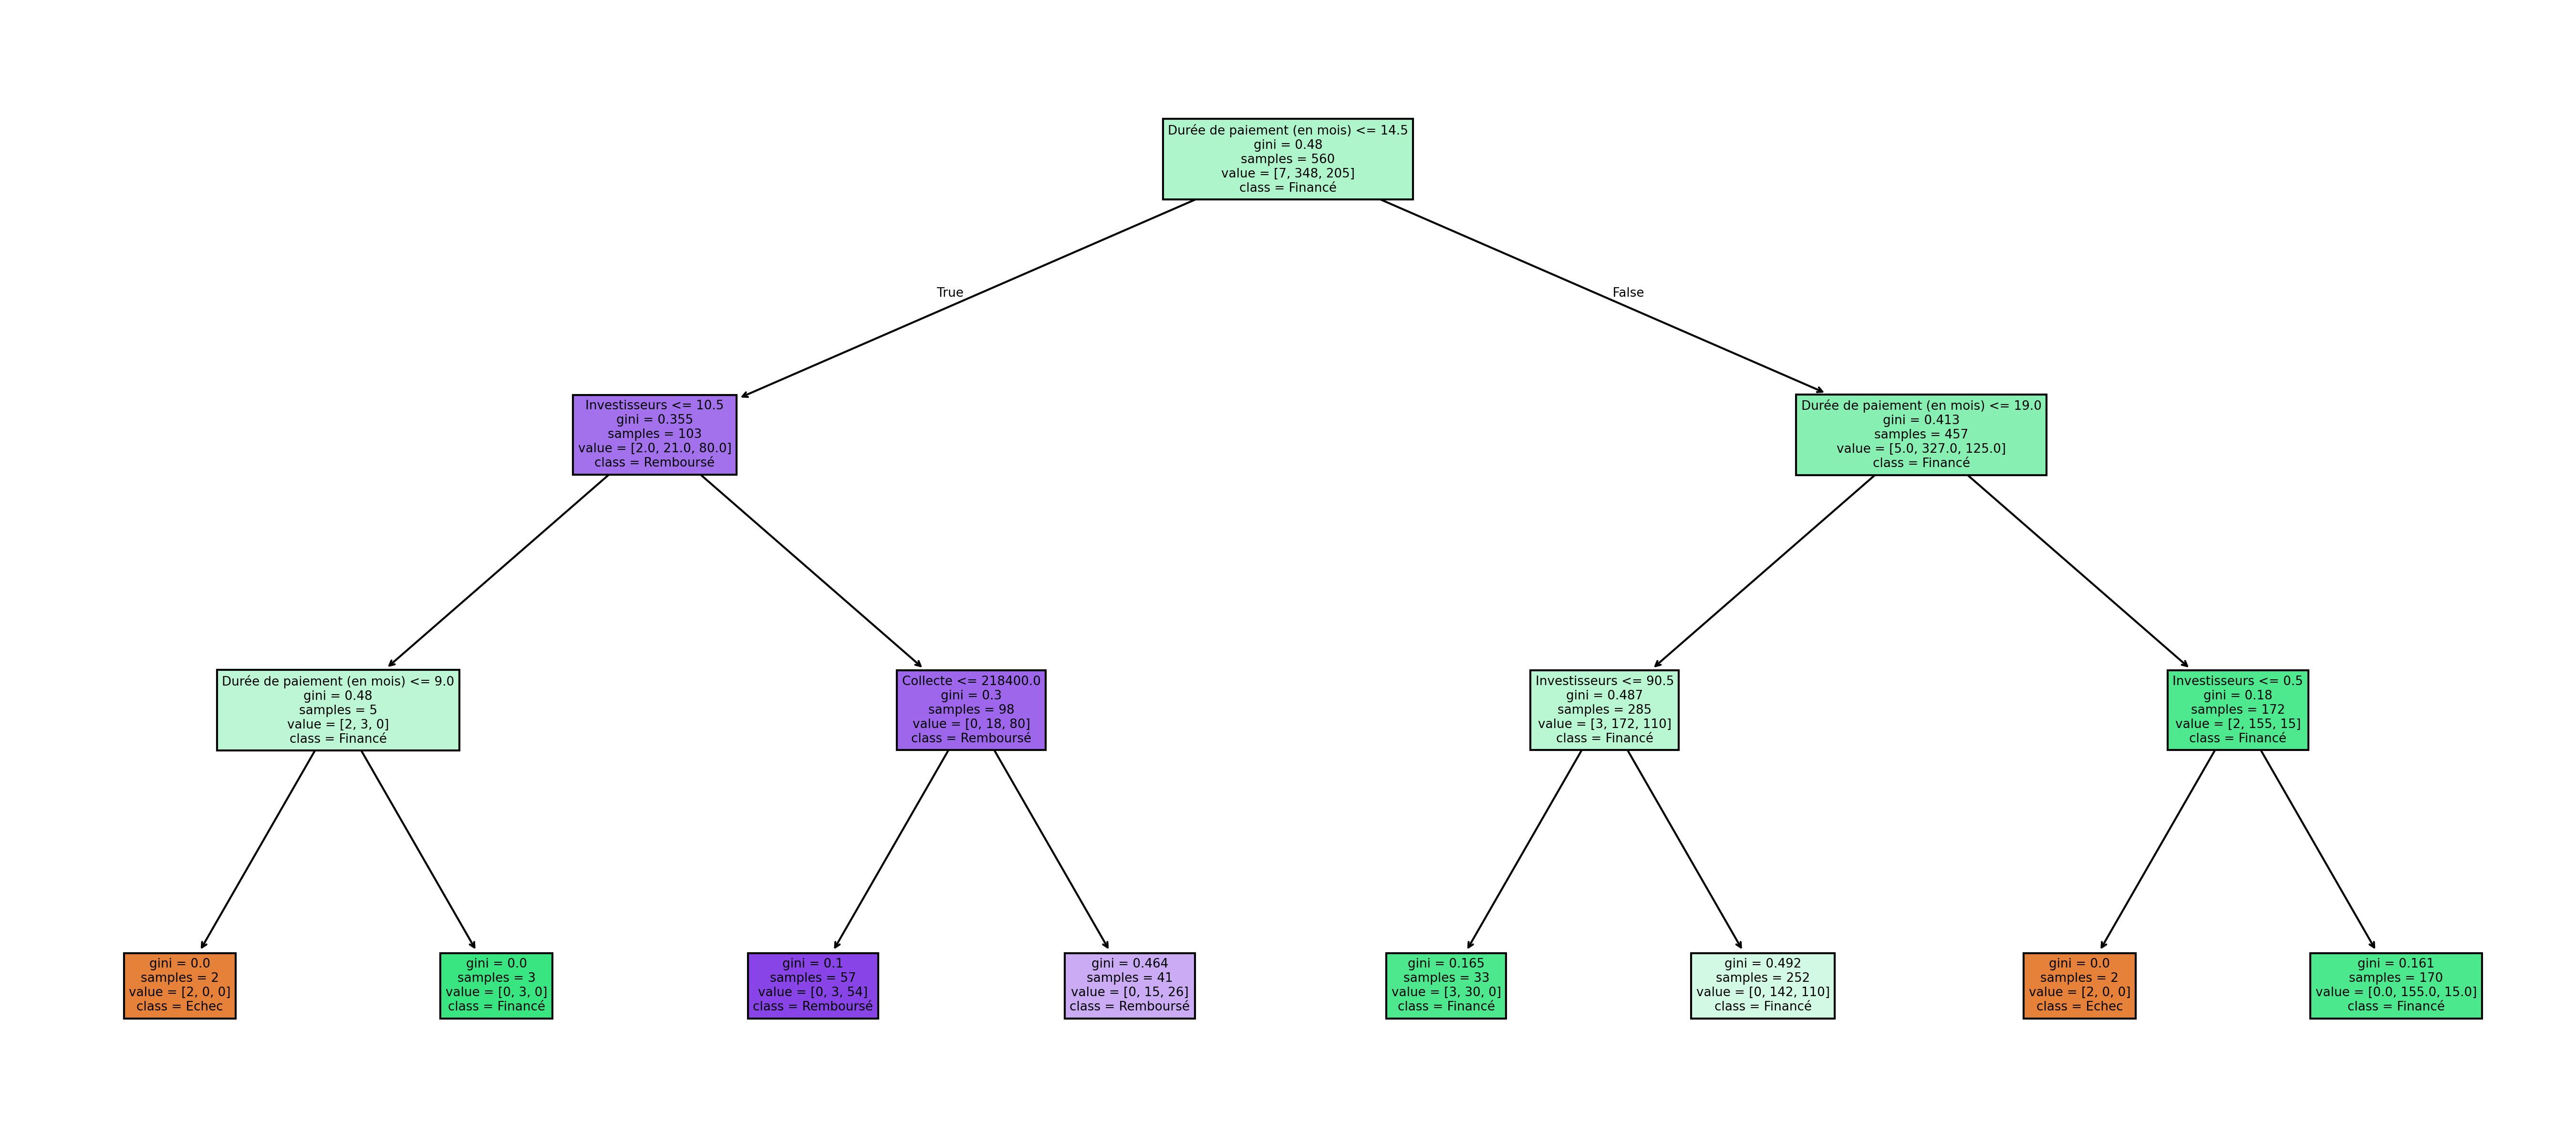 Durée de paiement (en mois) <= 14.5
gini = 0.48
samples = 560
value = [7, 348, 205]
class = Financé
True
False
Investisseurs <= 10.5
gini = 0.355
samples = 103
value = [2.0, 21.0, 80.0]
class = Remboursé
Durée de paiement (en mois) <= 19.0
gini = 0.413
samples = 457
value = [5.0, 327.0, 125.0]
class = Financé
Durée de paiement (en mois) <= 9.0
gini = 0.48
samples = 5
value = [2, 3, 0]
class = Financé
Collecte <= 218400.0
gini = 0.3
samples = 98
value = [0, 18, 80]
class = Remboursé
Investisseurs <= 90.5
gini = 0.487
samples = 285
value = [3, 172, 110]
class = Financé
Investisseurs <= 0.5
gini = 0.18
samples = 172
value = [2, 155, 15]
class = Financé
gini = 0.0
samples = 2
value = [2, 0, 0]
class = Echec
gini = 0.0
samples = 3
value = [0, 3, 0]
class = Financé
gini = 0.1
samples = 57
value = [0, 3, 54]
class = Remboursé
gini = 0.464
samples = 41
value = [0, 15, 26]
class = Remboursé
gini = 0.165
samples = 33
value = [3, 30, 0]
class = Financé
gini = 0.492
samples = 252
value = [0, 142, 110]
class = Financé
gini = 0.0
samples = 2
value = [2, 0, 0]
class = Echec
gini = 0.161
samples = 170
value = [0.0, 155.0, 15.0]
class = Financé